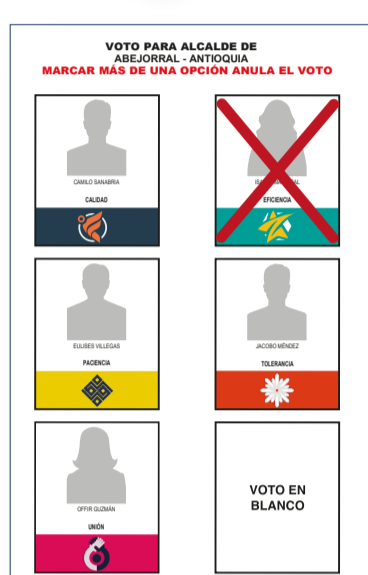 VOTO PARA ALCALDE DE
ABEJORRAL - ANTIOQUIA
MARCAR MÁS DE UNA OPCIÓN ANULA EL VOTO
CAMILO SANABRIA
CALIDAD
EFICIENCIA
EULISES VILLEGAS
PACIENCIA
JACOBO MÉNDEZ
TOLERANCIA
OFFIR GUZMÁN
UNIÓN
VOTO EN
BLANCO